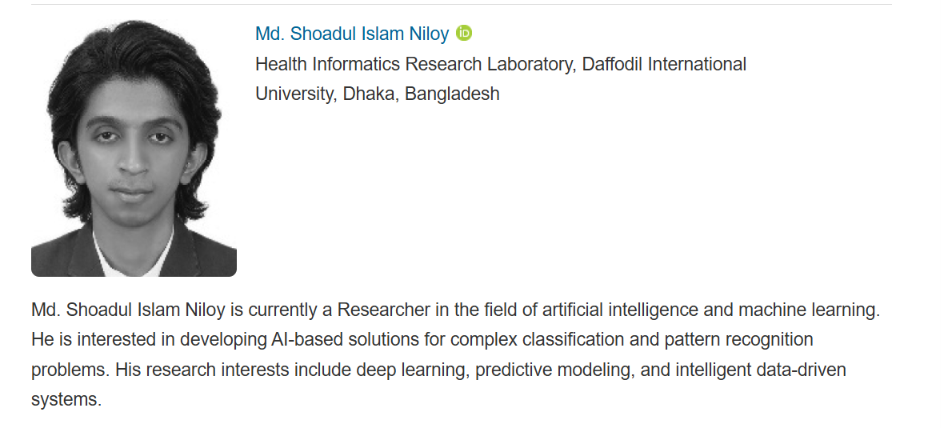 Md. Shoadul Islam Niloy iD
Health Informatics Research Laboratory, Daffodil International
University, Dhaka, Bangladesh
Md. Shoadul Islam Niloy is currently a Researcher in the field of artificial intelligence and machine learning.
He is interested in developing AI-based solutions for complex classification and pattern recognition
problems. His research interests include deep learning, predictive modeling, and intelligent data-driven
systems.